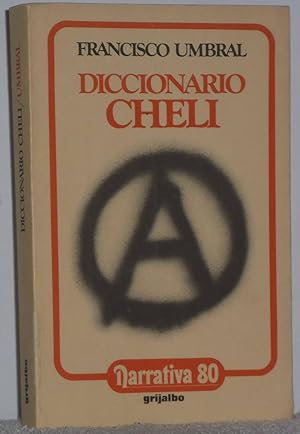 FRANCISCO UMBRAL
DICCIONARIO
CHELI
A
Narrativa 80
grijalbo
DICCIONARIO CHELI / UMBRAL
grijalbo